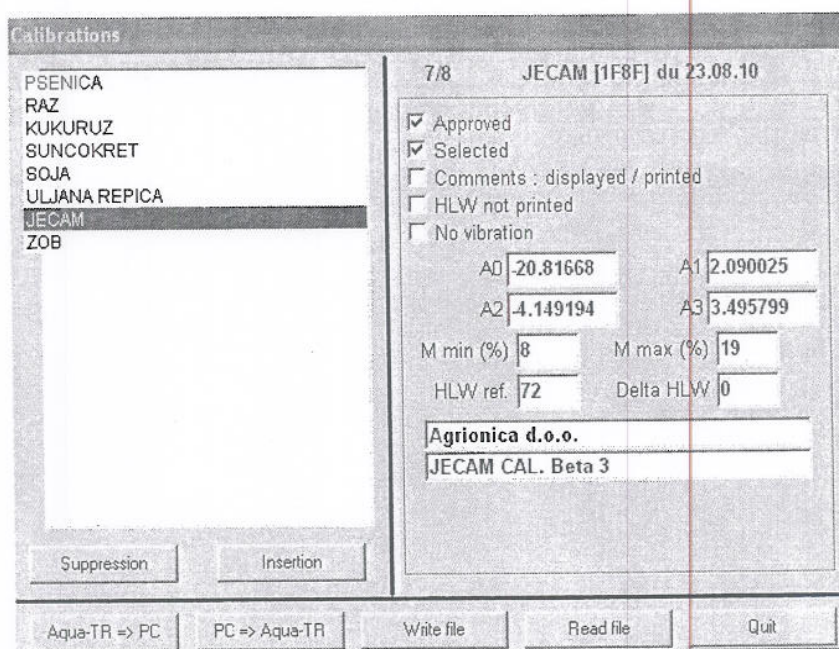 Calibrations
PSENICA
RAZ
KUKURUZ
SUNCOKRET
SOJA
ULJANA REPICA
JECAM
ZOB
Suppression Insertion
7/8 JECAM [1F8F] du 23.08.10
Approved
Selected
Comments : displayed / printed
HLW not printed
No vibration
A0 -20.81668 A1 2.090025
A2 -4.149194 A3 3.495799
M min (%) 8 M max (%) 19
HLW ref. 72 Delta HLW 0
Agrionica d.o.o.
JECAM CAL. Beta 3
Aqua-TR => PC PC => Aqua-TR Write file Read file Quit